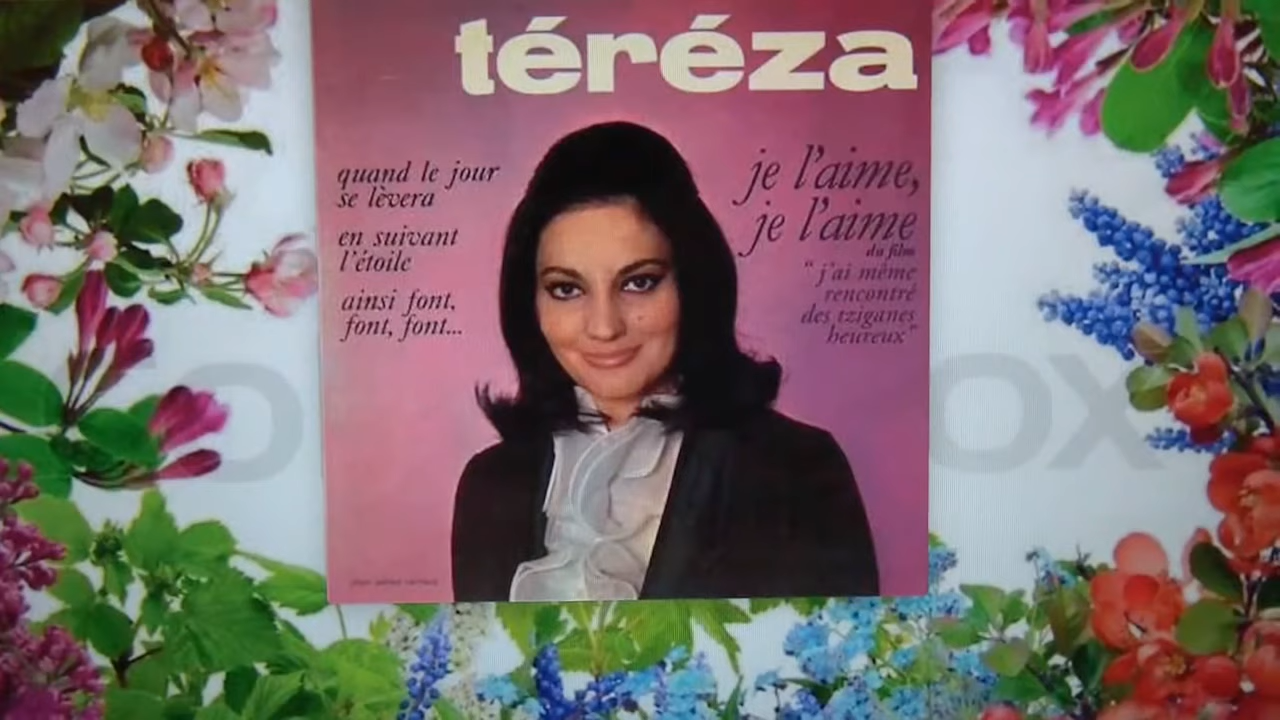 téréza
quand le jour
se lèvera
en suivant
l'étoile
ainsi font,
font, font...
je l'aime,
je l'aime
du film
"j'ai même
rencontré
des tziganes
heureux"